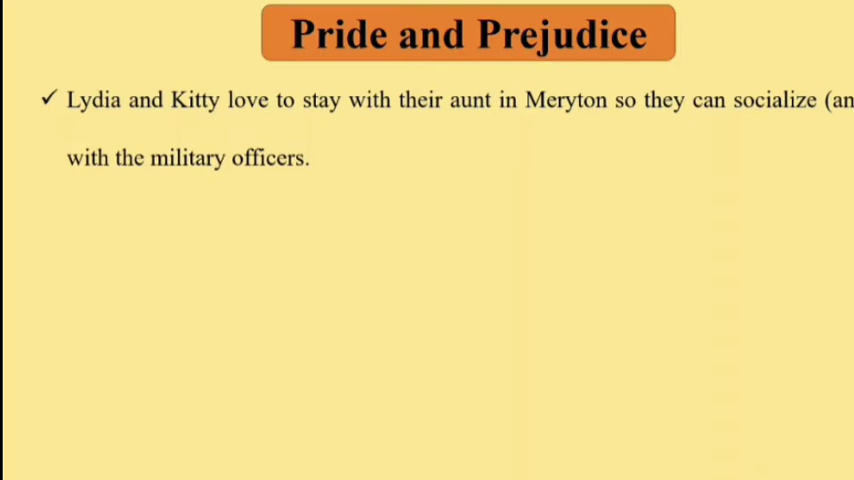 Pride and Prejudice
✓ Lydia and Kitty love to stay with their aunt in Meryton so they can socialize (an
with the military officers.